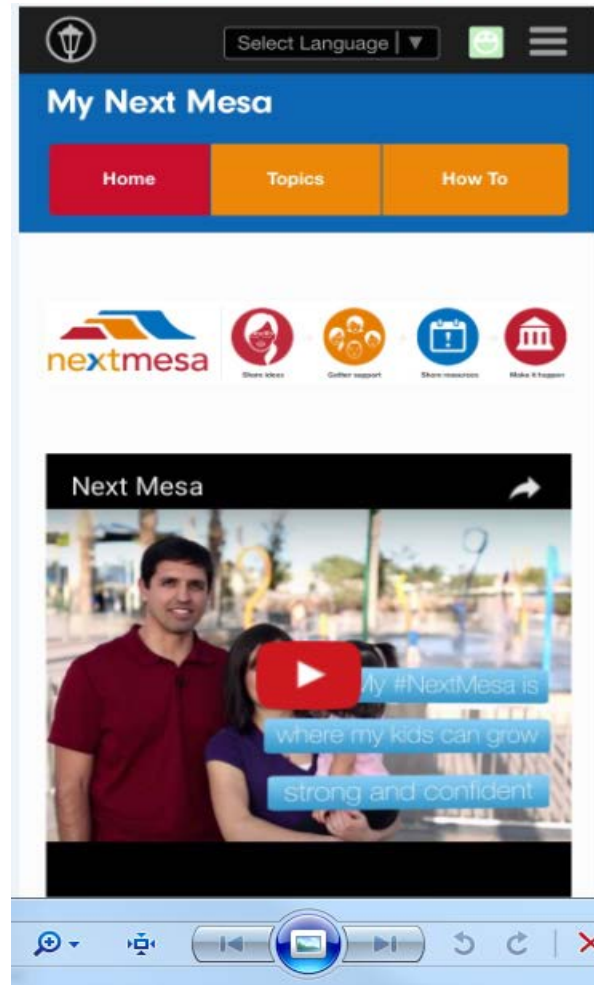 Select Language ▼
My Next Mesa
Home Topics How To
nextmesa
Share ideas Gather support Share resources Make it happen
Next Mesa
My #NextMesa is
where my kids can grow
strong and confident